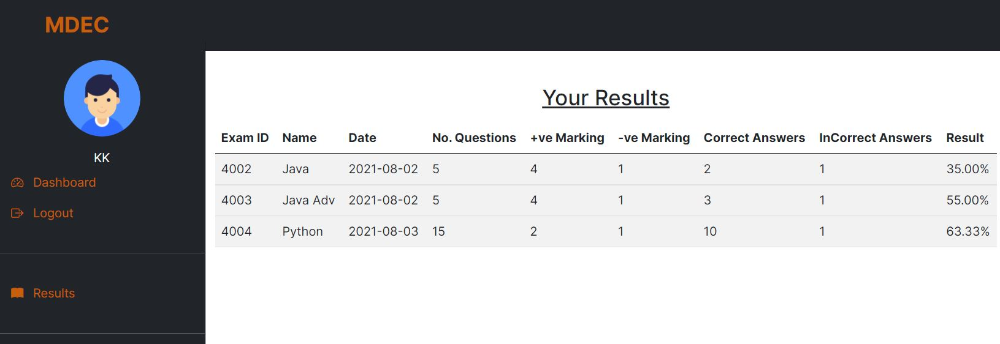 MDEC
KK
Dashboard
Logout
Results
Your Results
Exam ID Name Date No. Questions +ve Marking -ve Marking Correct Answers InCorrect Answers Result
4002 Java 2021-08-02 5 4 1 2 1 35.00%
4003 Java Adv 2021-08-02 5 4 1 3 1 55.00%
4004 Python 2021-08-03 15 2 1 10 1 63.33%